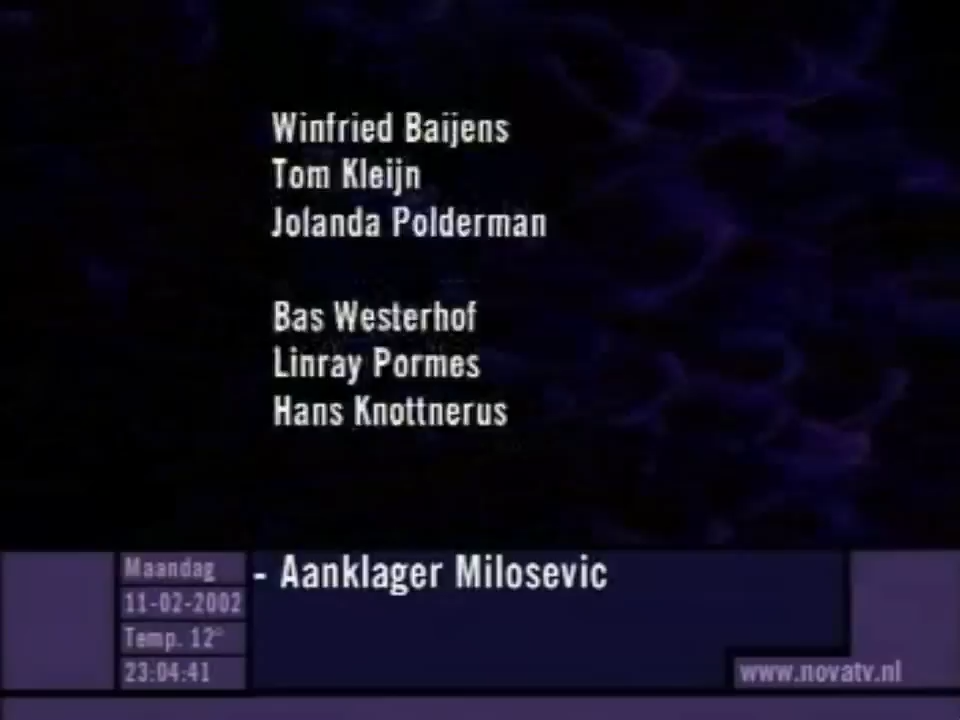 Winfried Baijens
Tom Kleijn
Jolanda Polderman
Bas Westerhof
Linray Pormes
Hans Knottnerus
Maandag
11-02-2002
Temp. 12°
23:04:41
- Aanklager Milosevic
www.novatv.nl